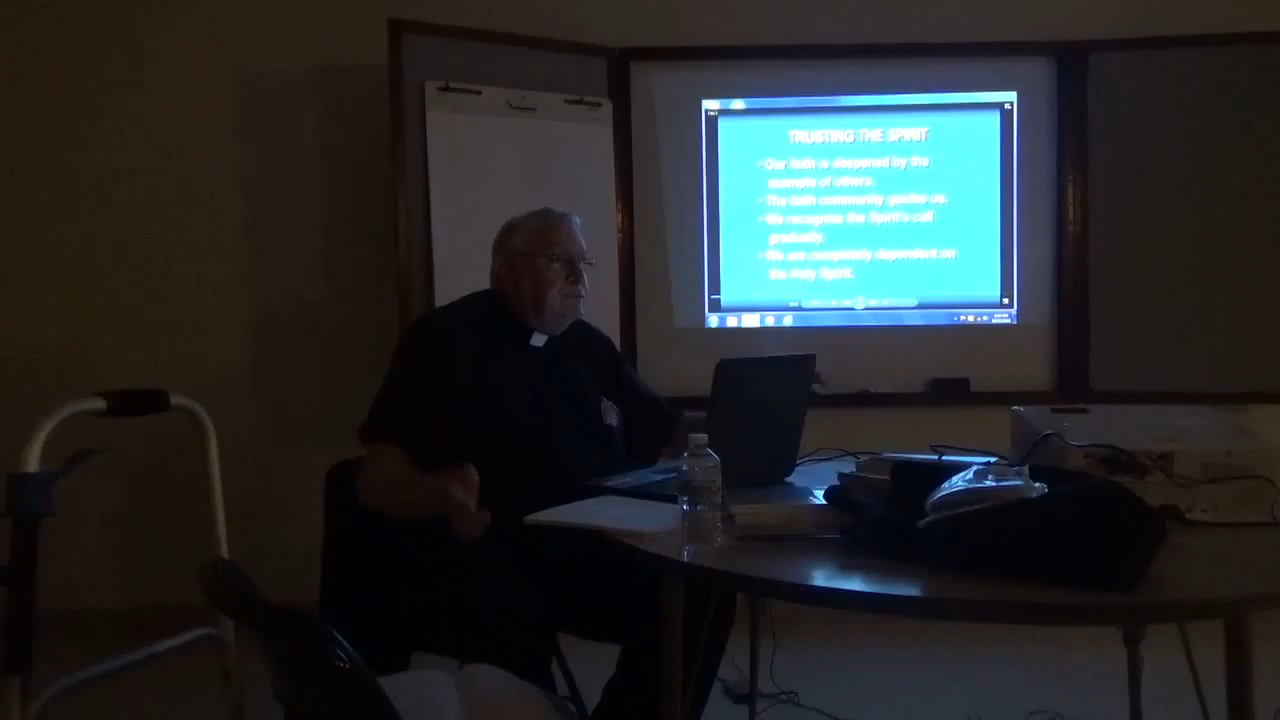 TRUSTING THE SPIRIT
Our faith is deepened by the
example of others.
The faith community guides us.
We recognize the Spirit's call
gradually.
We are completely dependent on
the Holy Spirit.